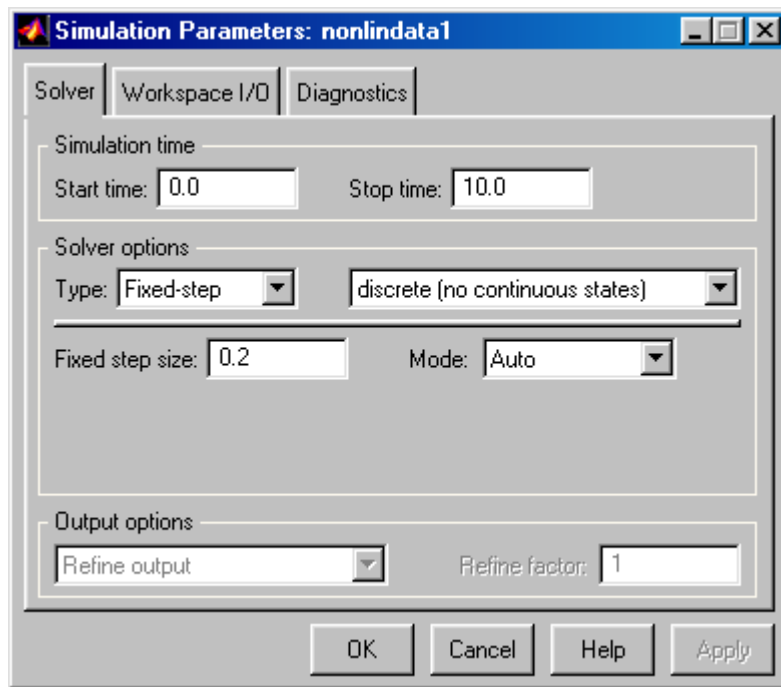 Simulation Parameters: nonlindata1
Solver Workspace I/O Diagnostics
Simulation time
Start time: 0.0 Stop time: 10.0
Solver options
Type: Fixed-step discrete (no continuous states)
Fixed step size: 0.2 Mode: Auto
Output options
Refine output Refine factor: 1
OK Cancel Help Apply